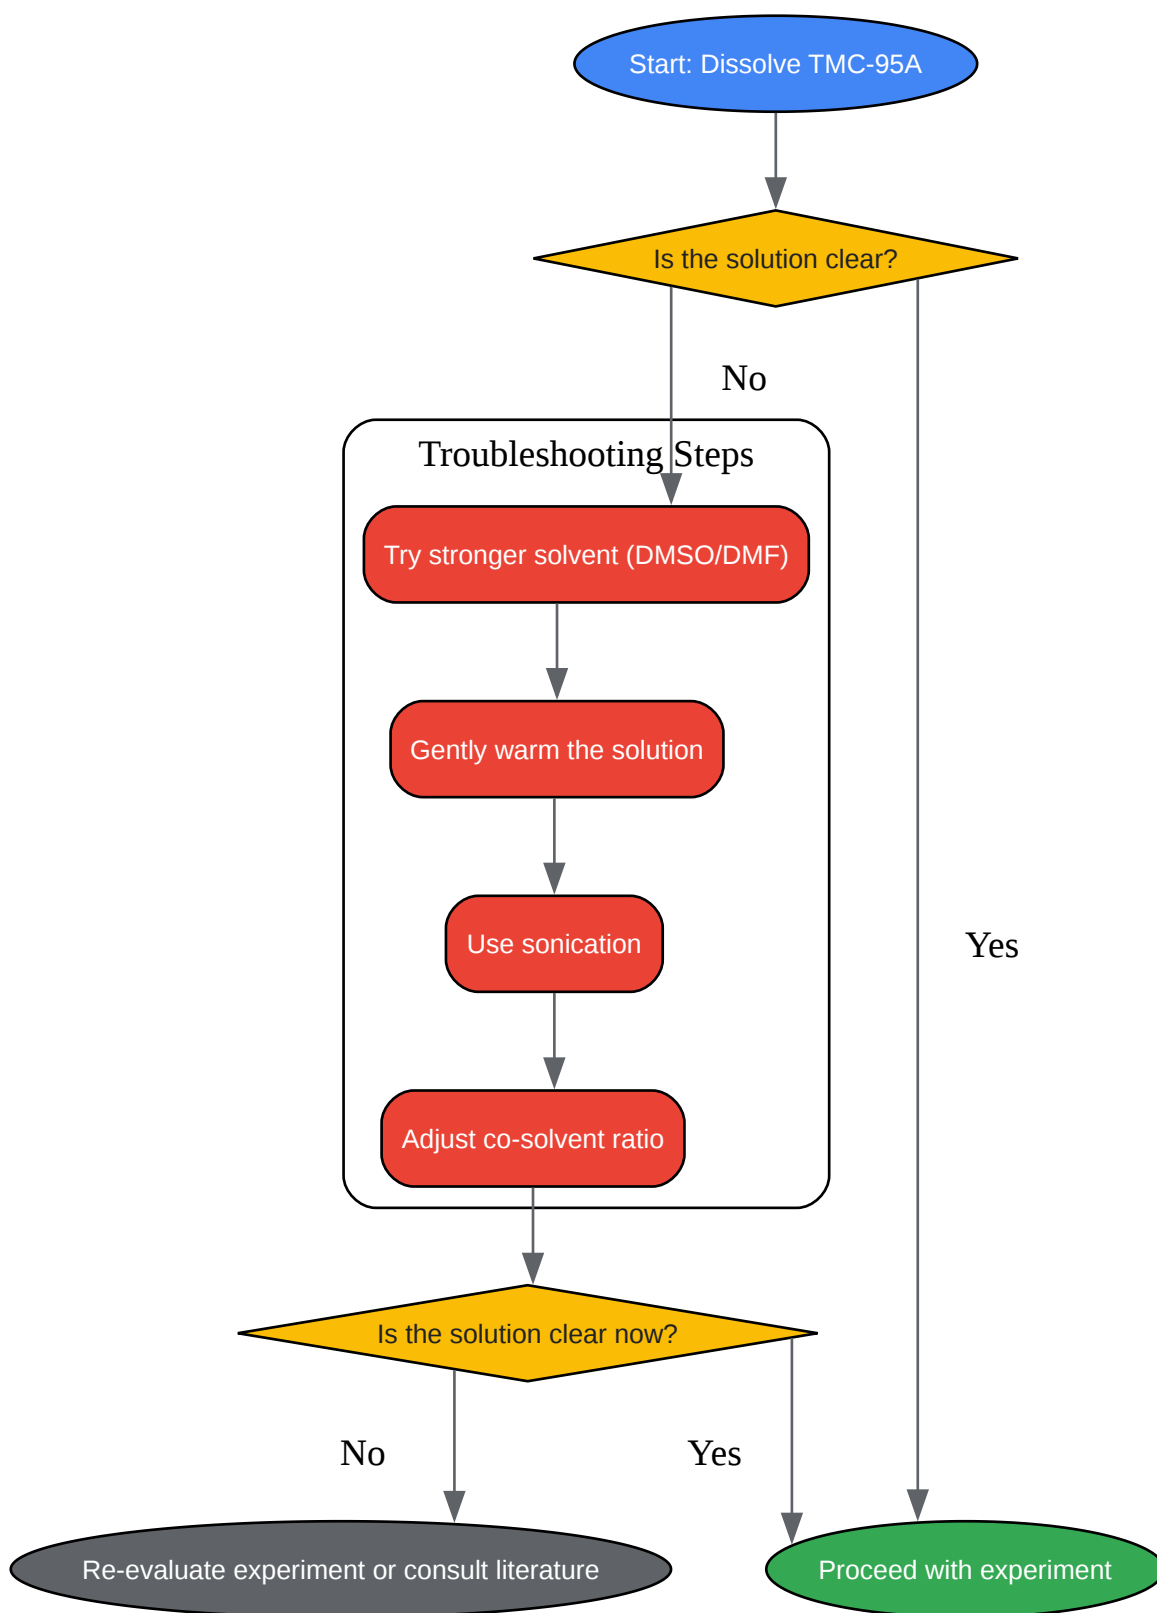 Start: Dissolve TMC-95A
Is the solution clear?
No
Troubleshooting Steps
Try stronger solvent (DMSO/DMF)
Gently warm the solution
Use sonication
Yes
Adjust co-solvent ratio
Is the solution clear now?
No
Yes
Re-evaluate experiment or consult literature
Proceed with experiment